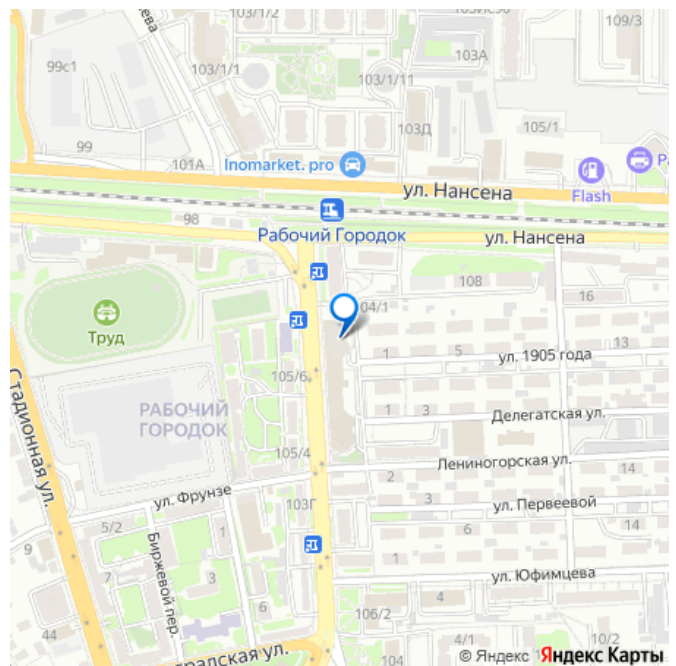 109/3
103/1/2
103А
99с1
103/1/1
103/1/11
103Д
105/1
99
101А
Inomarket. pro
Flash
ул. Нансена
98
Рабочий Городок
ул. Нансена
108
16
104/1
Труд
13
1
5
ул. 1905 года
105/6
РАБОЧИЙ
ГОРОДОК
1
3
Делегатская ул.
Стадионная ул.
105/4
Лениногорская ул.
14
2
ул. Фрунзе
103Г
3
ул. Первеевой
5/2
1
6
14
9
Биржевой пер.
3
7
1
ул. Юфимцева
4
106/2
44
4/1
10/2
градская ул.
© Яндекс
Яндекс Карты